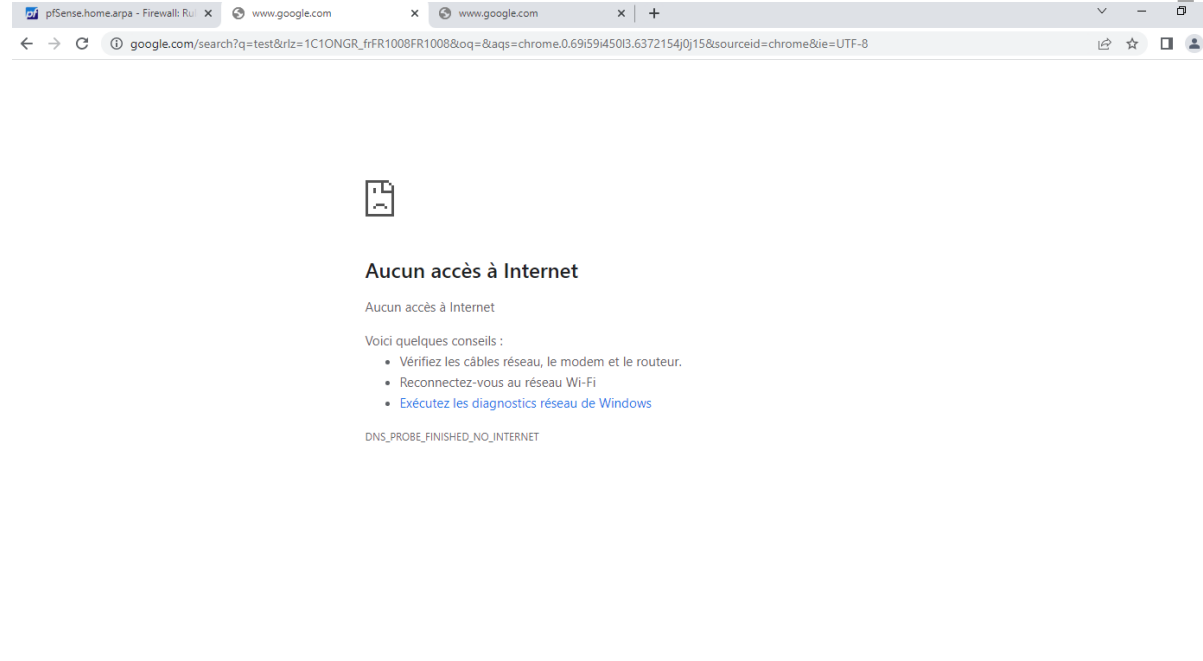 pfSense.home.arpa - Firewall: Ru
www.google.com
www.google.com
google.com/search?q=test&rlz=1C1ONGR_frFR1008FR1008&oq=&aqs=chrome.0.69i59i450l3.6372154j0j15&sourceid=chrome&ie=UTF-8
Aucun accès à Internet
Aucun accès à Internet
Voici quelques conseils :
• Vérifiez les câbles réseau, le modem et le routeur.
• Reconnectez-vous au réseau Wi-Fi
• Exécutez les diagnostics réseau de Windows
DNS_PROBE_FINISHED_NO_INTERNET